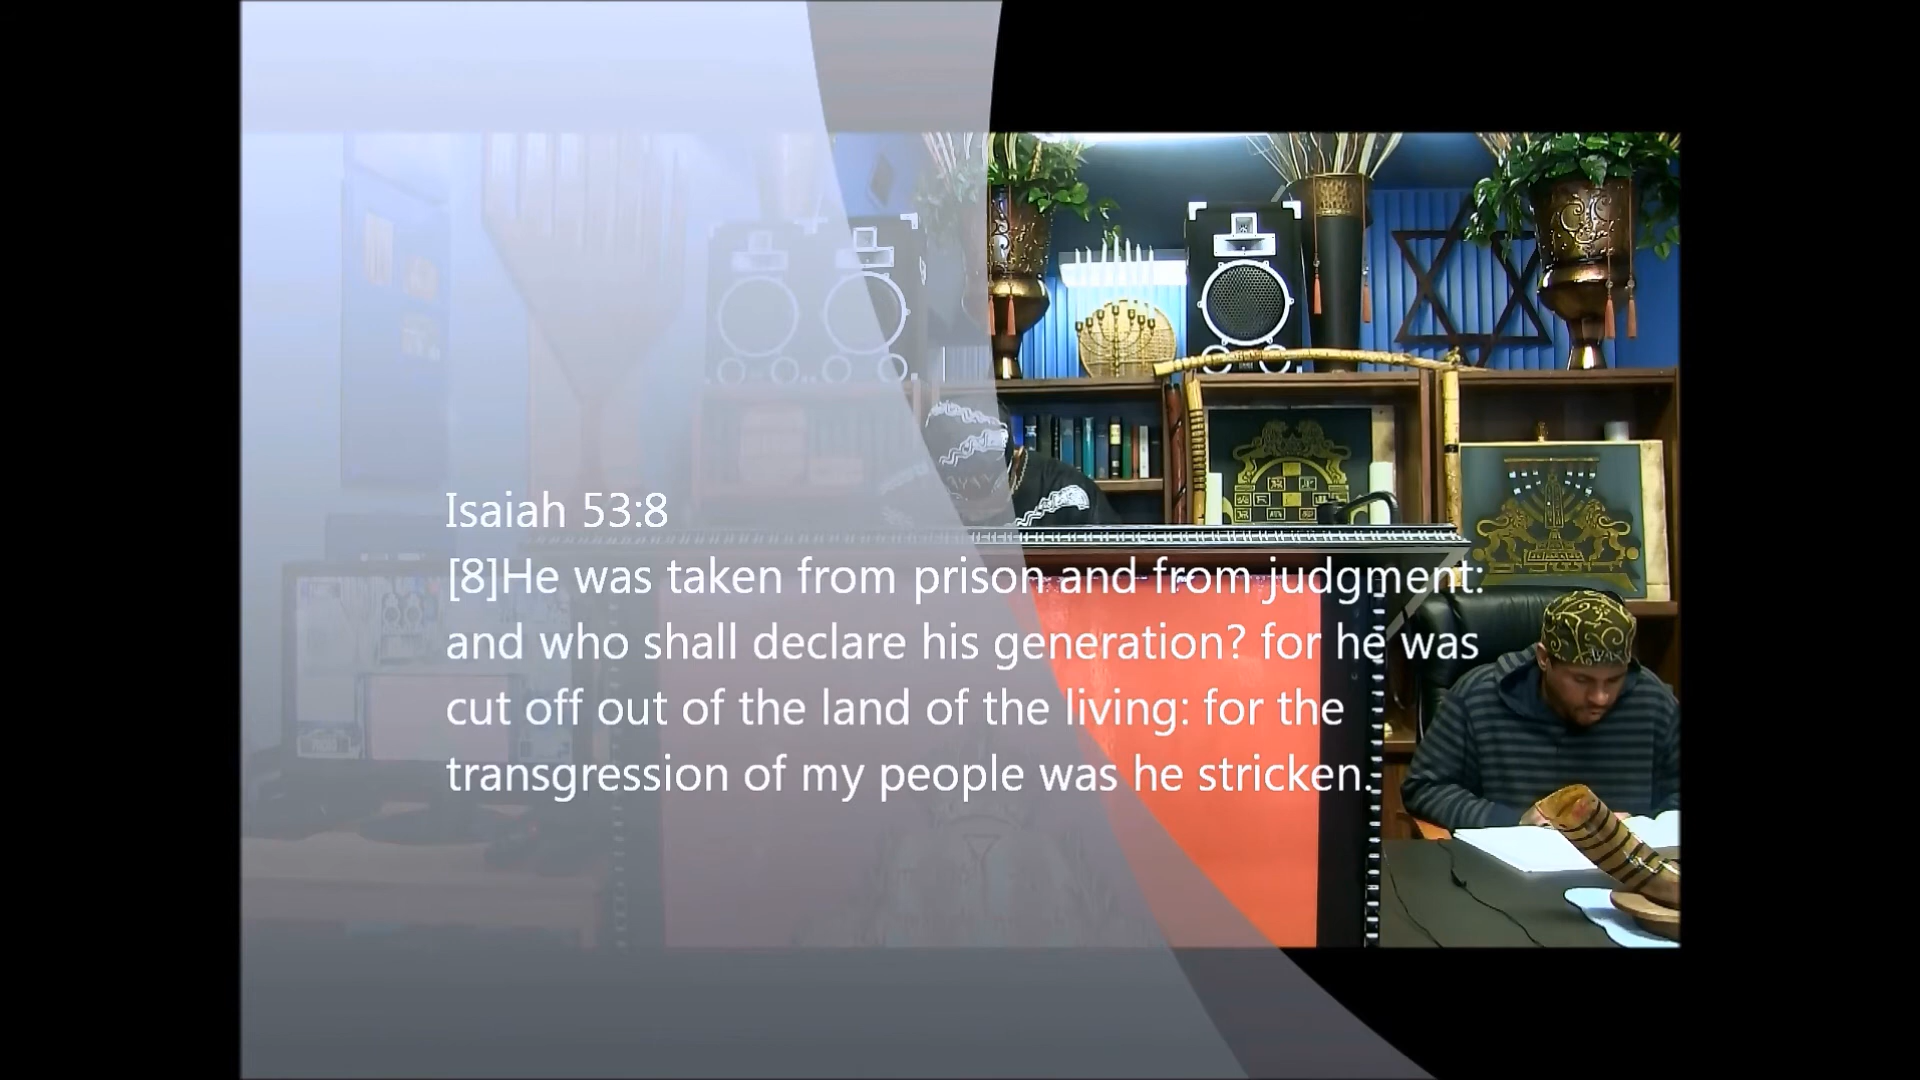 Isaiah 53:8
[8]He was taken from prison and from judgment:
and who shall declare his generation? for he was
cut off out of the land of the living: for the
transgression of my people was he stricken.